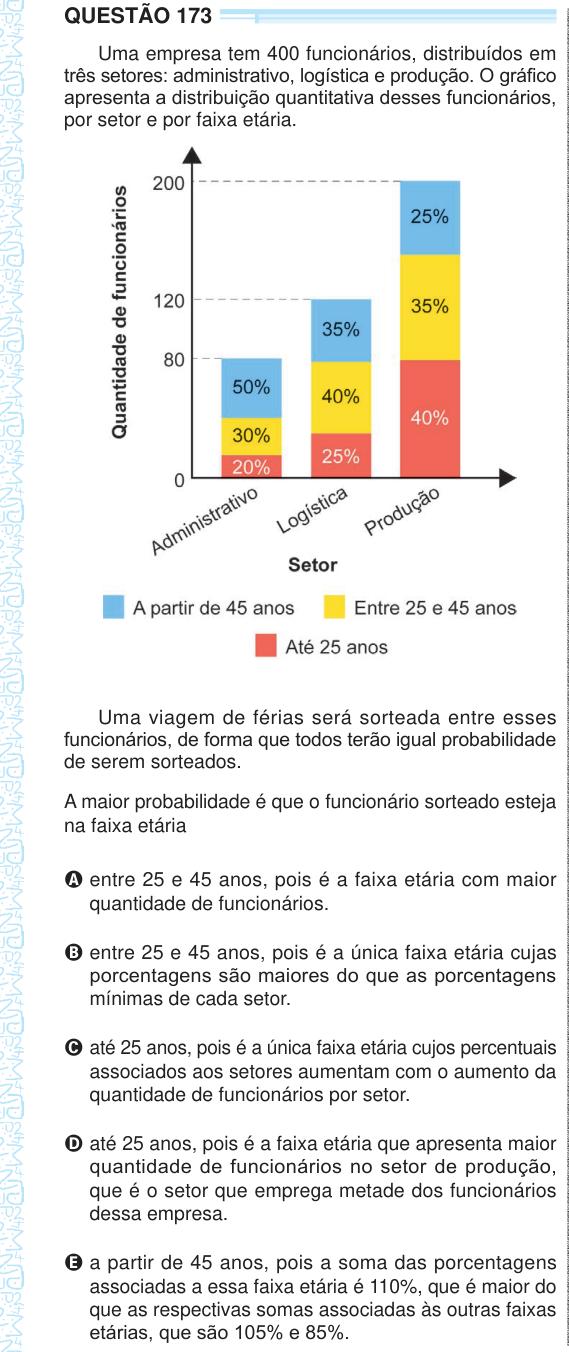 QUESTÃO 173
Uma empresa tem 400 funcionários, distribuídos em
três setores: administrativo, logística e produção. O gráfico
apresenta a distribuição quantitativa desses funcionários,
por setor e por faixa etária.
Quantidade de funcionários
200
120
80
0
50%
30%
20%
35%
40%
25%
25%
35%
40%
Administrativo
Logística
Produção
Setor
A partir de 45 anos
Entre 25 e 45 anos
Até 25 anos
Uma viagem de férias será sorteada entre esses
funcionários, de forma que todos terão igual probabilidade
de serem sorteados.
A maior probabilidade é que o funcionário sorteado esteja
na faixa etária
A entre 25 e 45 anos, pois é a faixa etária com maior
quantidade de funcionários.
B entre 25 e 45 anos, pois é a única faixa etária cujas
porcentagens são maiores do que as porcentagens
mínimas de cada setor.
C até 25 anos, pois é a única faixa etária cujos percentuais
associados aos setores aumentam com o aumento da
quantidade de funcionários por setor.
D até 25 anos, pois é a faixa etária que apresenta maior
quantidade de funcionários no setor de produção,
que é o setor que emprega metade dos funcionários
dessa empresa.
E a partir de 45 anos, pois a soma das porcentagens
associadas a essa faixa etária é 110%, que é maior do
que as respectivas somas associadas às outras faixas
etárias, que são 105% e 85%.